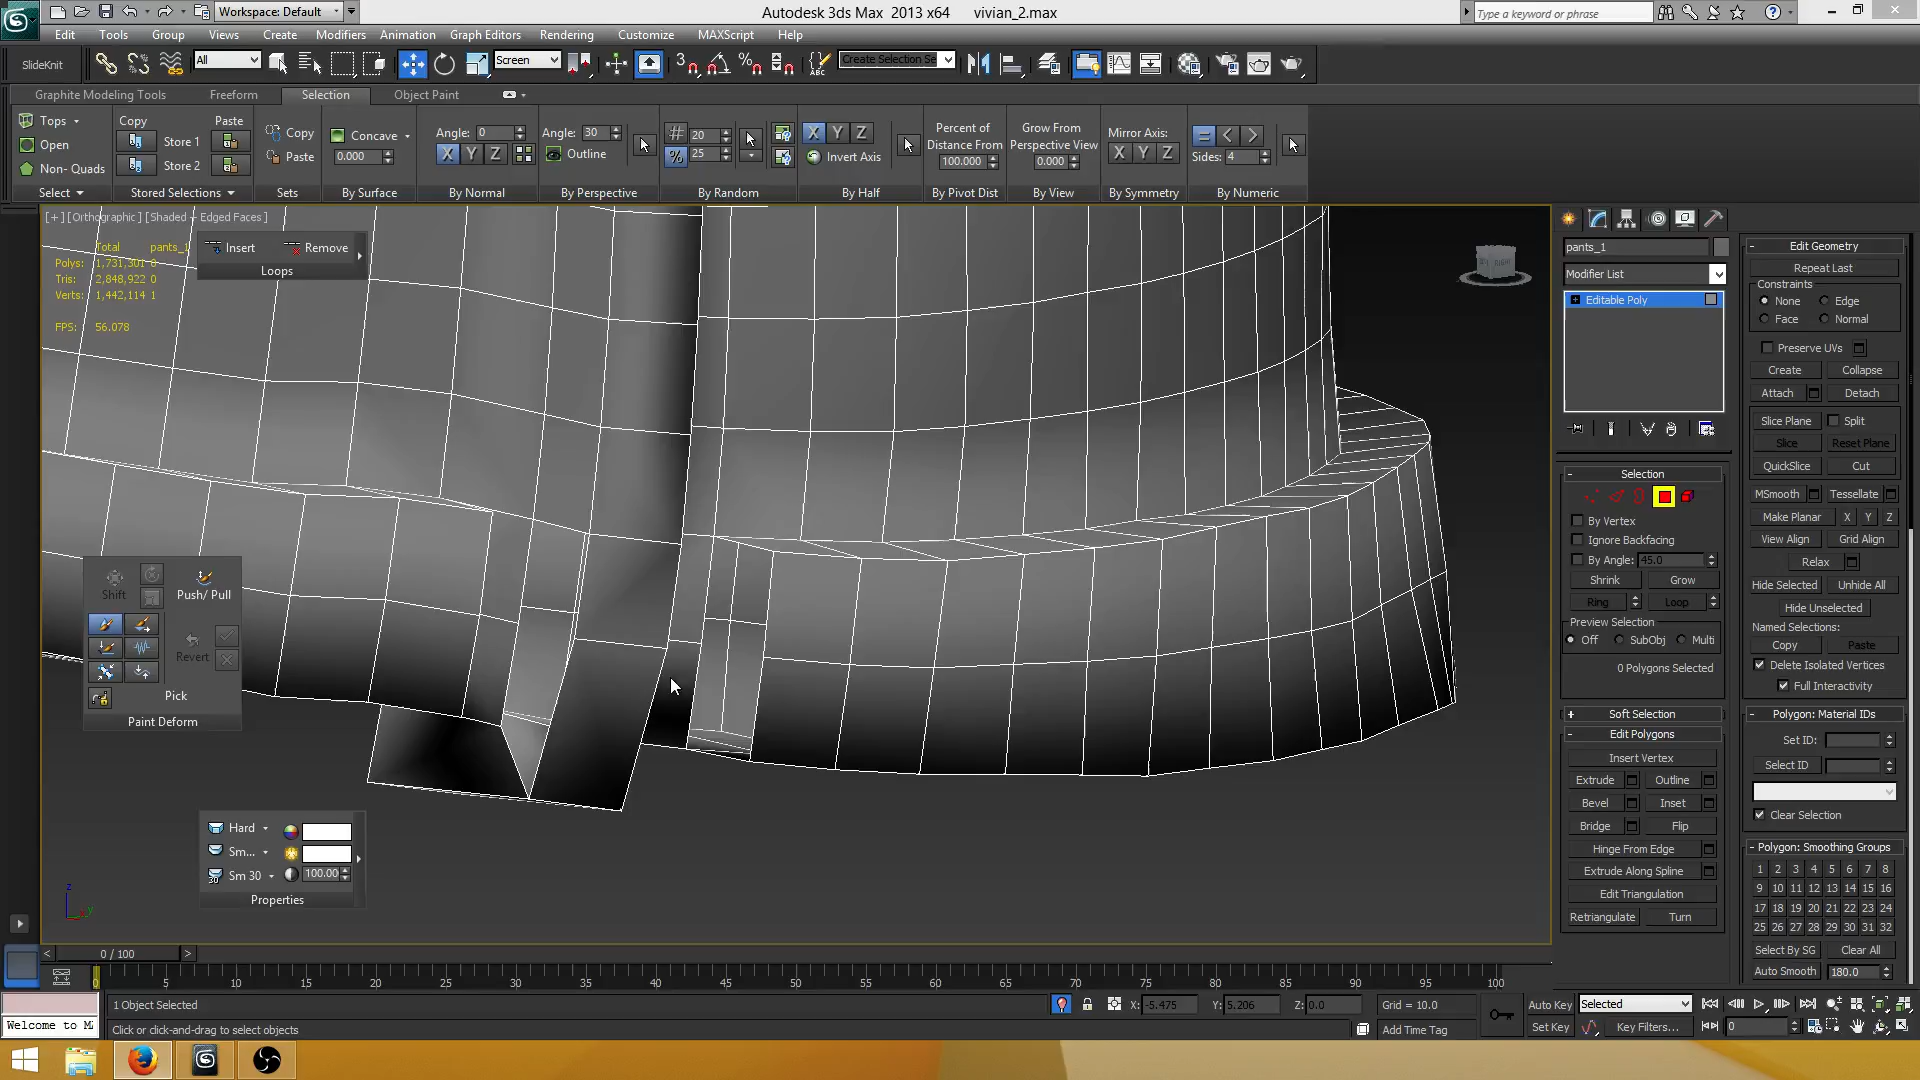 Workspace: Default
Autodesk 3ds Max 2013 x64 vivian_2.max
Type a keyword or phrase
Edit Tools Group Views Create Modifiers Animation Graph Editors Rendering Customize MAXScript Help
SlideKnit All Screen Create Selection Se
Graphite Modeling Tools Freeform Selection Object Paint
Tops Copy Paste Copy Concave Angle: 0 Angle: 30 20 X Y Z Percent of Grow From Mirror Axis:
Open Store 1 Distance From Perspective View Sides: 4
Non- Quads Store 2 Paste 0.000 X Y Z Outline % 25 Invert Axis 100.000 0.000 X Y Z
Select Stored Selections Sets By Surface By Normal By Perspective By Random By Half By Pivot Dist By View By Symmetry By Numeric
[+] [Orthographic] [Shaded + Edged Faces]
Total pants_1
Polys: 1,731,301 0
Tris: 2,848,922 0
Verts: 1,442,114 1
FPS: 56.078
Insert Remove
Loops
Shift Push/ Pull
Revert
Pick
Paint Deform
Hard
Sm...
Sm 30 100.00
Properties
pants_1
Modifier List
Editable Poly
Selection
By Vertex
Ignore Backfacing
By Angle: 45.0
Shrink Grow
Ring Loop
Preview Selection
Off SubObj Multi
0 Polygons Selected
Soft Selection
Edit Polygons
Insert Vertex
Extrude Outline
Bevel Inset
Bridge Flip
Hinge From Edge
Extrude Along Spline
Edit Triangulation
Retriangulate Turn
Edit Geometry
Repeat Last
Constraints
None Edge
Face Normal
Preserve UVs
Create Collapse
Attach Detach
Slice Plane Split
Slice Reset Plane
QuickSlice Cut
MSmooth Tessellate
Make Planar X Y Z
View Align Grid Align
Relax
Hide Selected Unhide All
Hide Unselected
Named Selections:
Copy Paste
Delete Isolated Vertices
Full Interactivity
Polygon: Material IDs
Set ID:
Select ID
Clear Selection
Polygon: Smoothing Groups
1 2 3 4 5 6 7 8
9 10 11 12 13 14 15 16
17 18 19 20 21 22 23 24
25 26 27 28 29 30 31 32
Select By SG Clear All
Auto Smooth 180.0
0 / 100
0 5 10 15 20 25 30 35 40 45 50 55 60 65 70 75 80 85 90 95 100
1 Object Selected X: -5.475 Y: 5.206 Z: 0.0 Grid = 10.0 Auto Key Selected
Welcome to Click or click-and-drag to select objects Add Time Tag Set Key Key Filters... 0